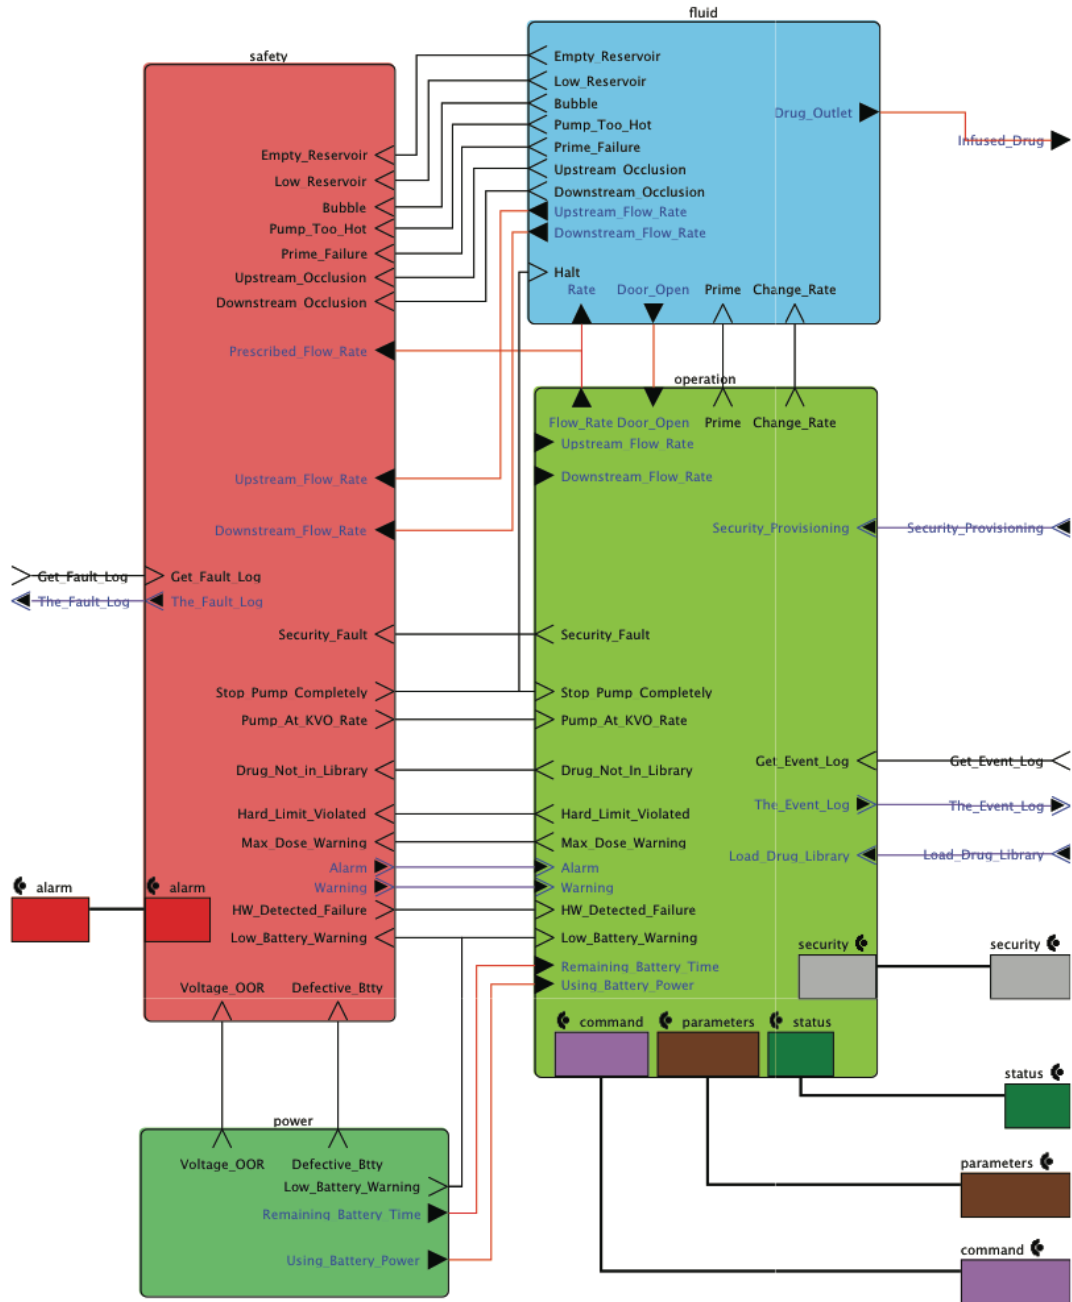 fluid
safety
Empty_Reservoir
Low_Reservoir
Bubble
Pump_Too_Hot
Prime_Failure
Upstream_Occlusion
Downstream_Occlusion
Upstream_Flow_Rate
Downstream_Flow_Rate
Halt
Rate Door_Open Prime Change_Rate
Drug_Outlet
Infused_Drug
Empty_Reservoir
Low_Reservoir
Bubble
Pump_Too_Hot
Prime_Failure
Upstream_Occlusion
Downstream_Occlusion
Prescribed_Flow_Rate
Upstream_Flow_Rate
Downstream_Flow_Rate
Get_Fault_Log Get_Fault_Log
The_Fault_Log The_Fault_Log
Security_Fault
Stop_Pump_Completely
Pump_At_KVO_Rate
Drug_Not_in_Library
Hard_Limit_Violated
Max_Dose_Warning
Alarm
Warning
HW_Detected_Failure
Low_Battery_Warning
alarm alarm
Voltage_OOR Defective_Btty
operation
Flow_Rate Door_Open Prime Change_Rate
Upstream_Flow_Rate
Downstream_Flow_Rate
Security_Provisioning Security_Provisioning
Security_Fault
Stop_Pump_Completely
Pump_At_KVO_Rate
Drug_Not_In_Library
Hard_Limit_Violated
Max_Dose_Warning
Alarm
Warning
HW_Detected_Failure
Low_Battery_Warning
Remaining_Battery_Time
Using_Battery_Power
Get_Event_Log Get_Event_Log
The_Event_Log The_Event_Log
Load_Drug_Library Load_Drug_Library
security security
command parameters status
status
parameters
command
power
Voltage_OOR Defective_Btty
Low_Battery_Warning
Remaining_Battery_Time
Using_Battery_Power